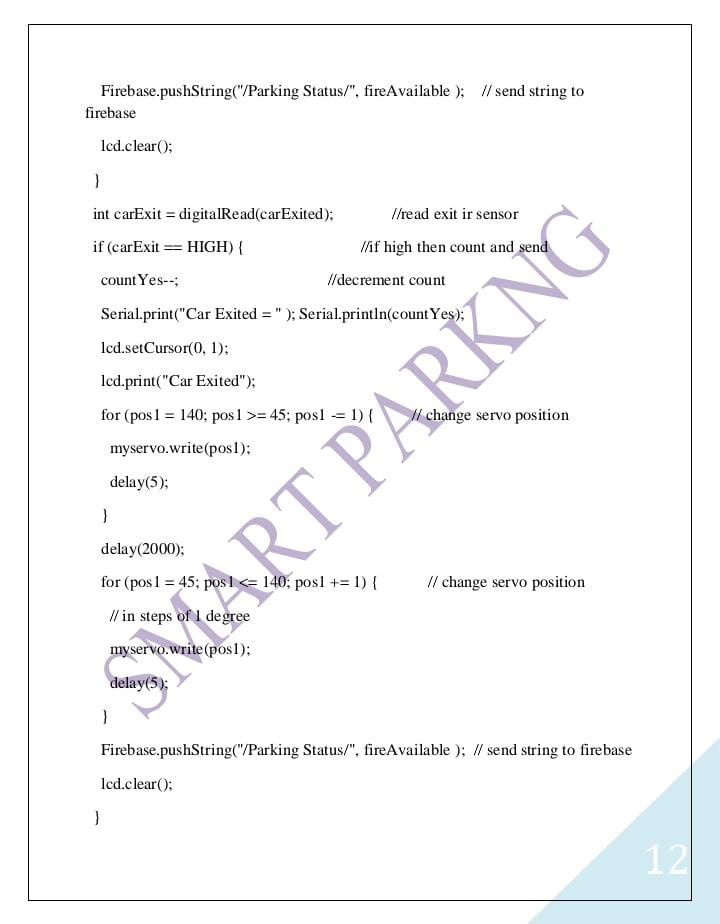 Firebase.pushString("/Parking Status/", fireAvailable );    // send string to
firebase
lcd.clear();
}
int carExit = digitalRead(carExited);    //read exit ir sensor
if (carExit == HIGH) {    //if high then count and send
countYes--;    //decrement count
Serial.print("Car Exited = " ); Serial.println(countYes);
lcd.setCursor(0, 1);
lcd.print("Car Exited");
for (pos1 = 140; pos1 >= 45; pos1 -= 1) {    // change servo position
myservo.write(pos1);
delay(5);
}
delay(2000);
for (pos1 = 45; pos1 <= 140; pos1 += 1) {    // change servo position
// in steps of 1 degree
myservo.write(pos1);
delay(5);
}
Firebase.pushString("/Parking Status/", fireAvailable );  // send string to firebase
lcd.clear();
}
SMART PARKNG
12